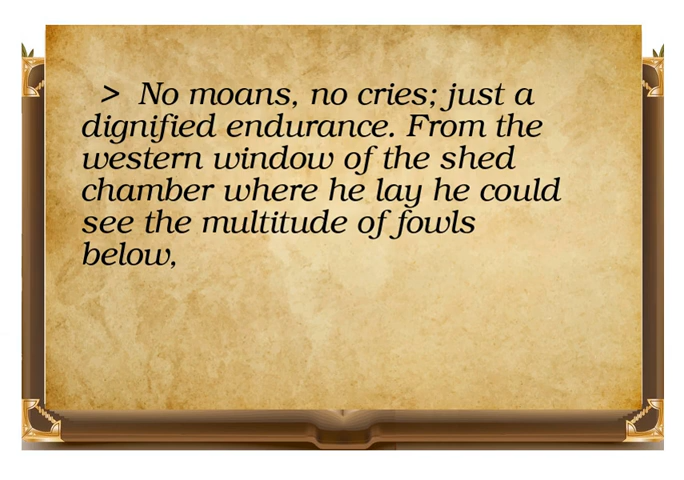 > No moans, no cries; just a
dignified endurance. From the
western window of the shed
chamber where he lay he could
see the multitude of fowls
below,